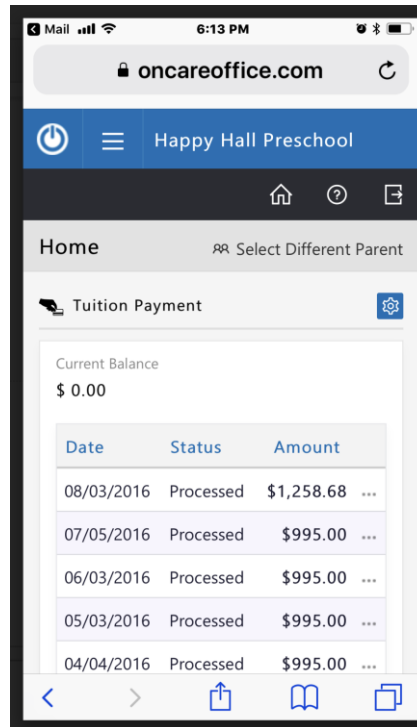 Mail 6:13 PM
oncareoffice.com
Happy Hall Preschool
Home Select Different Parent
Tuition Payment
Current Balance
$ 0.00
Date Status Amount
08/03/2016 Processed $1,258.68 ...
07/05/2016 Processed $995.00 ...
06/03/2016 Processed $995.00 ...
05/03/2016 Processed $995.00 ...
04/04/2016 Processed $995.00 ...